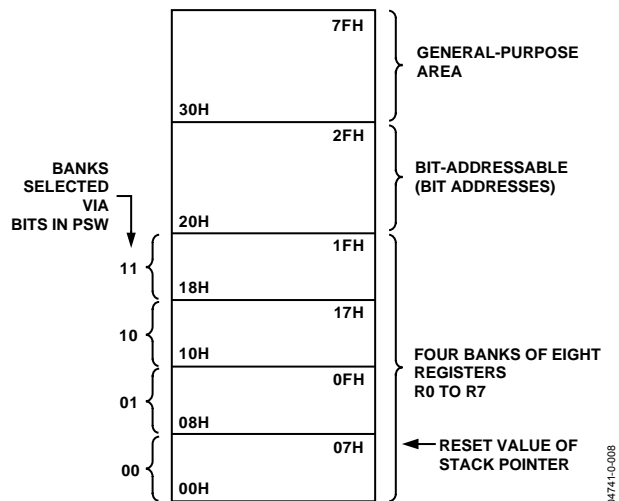 7FH
GENERAL-PURPOSE
AREA
30H
2FH
BANKS
SELECTED
VIA
BITS IN PSW
BIT-ADDRESSABLE
(BIT ADDRESSES)
20H
1FH
11
18H
17H
10
10H
FOUR BANKS OF EIGHT
REGISTERS
R0 TO R7
0FH
01
08H
07H
RESET VALUE OF
STACK POINTER
00
00H
04741-0-008